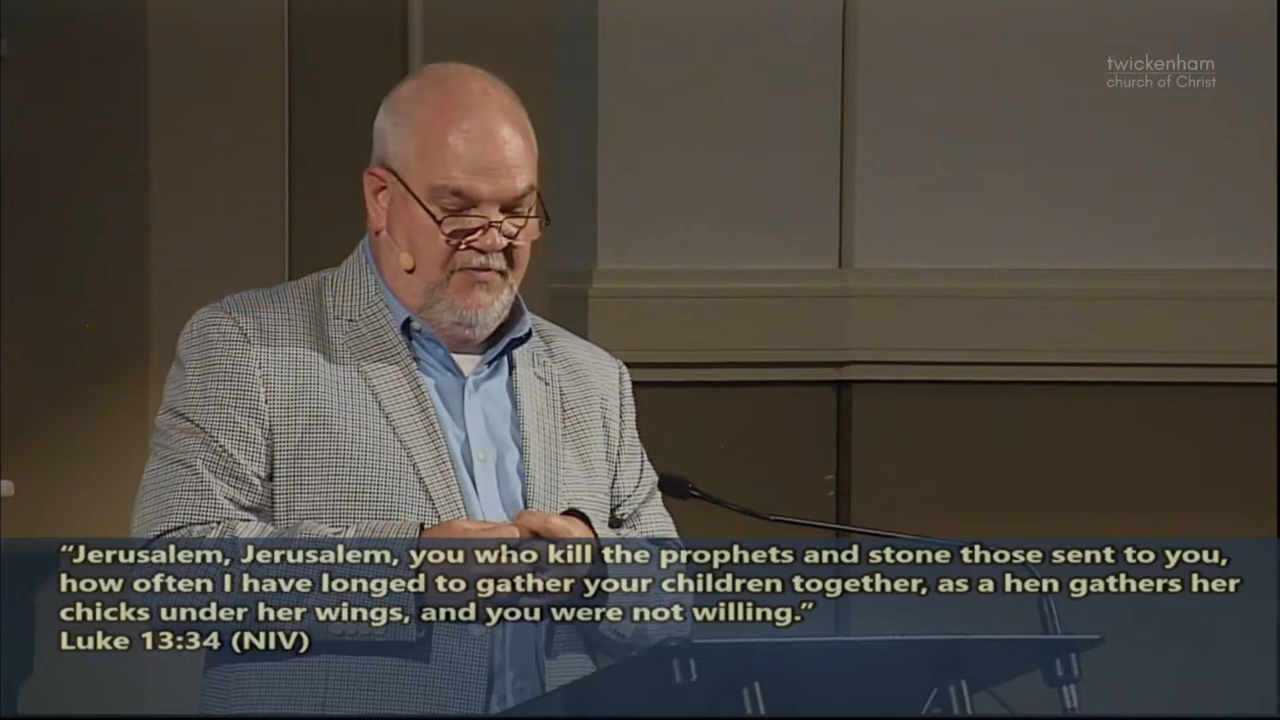 twickenham
church of Christ
“Jerusalem, Jerusalem, you who kill the prophets and stone those sent to you,
how often I have longed to gather your children together, as a hen gathers her
chicks under her wings, and you were not willing.”
Luke 13:34 (NIV)